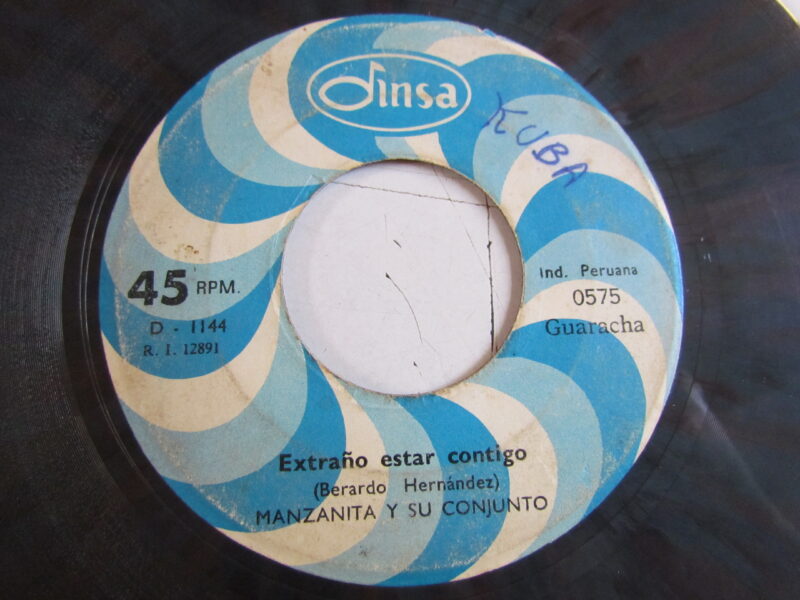 dinsa
KUBA
45 RPM.
D - 1144
R. I. 12891
Ind. Peruana
0575
Guaracha
Extraño estar contigo
(Berardo Hernández)
MANZANITA Y SU CONJUNTO